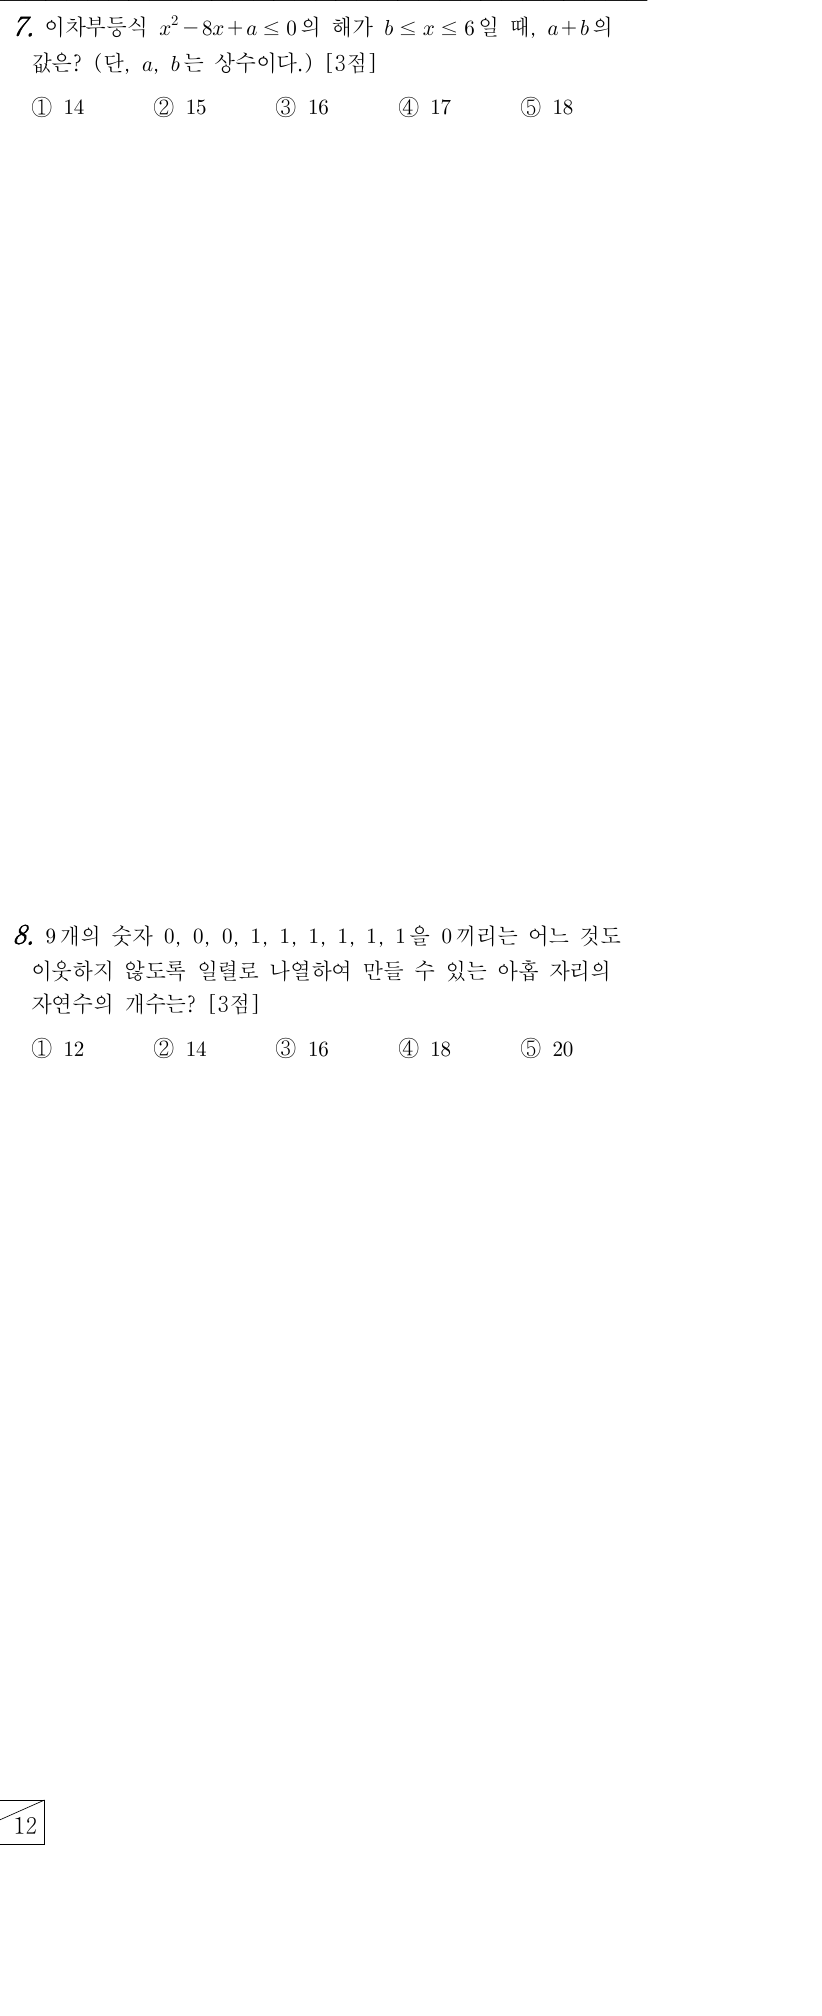 7. 이차부등식 x²−8x+a≤0의 해가 b≤x≤6일 때, a+b의
값은? (단, a, b는 상수이다.) [3점]
① 14 ② 15 ③ 16 ④ 17 ⑤ 18
8. 9개의 숫자 0, 0, 0, 1, 1, 1, 1, 1, 1을 0끼리는 어느 것도
이웃하지 않도록 일렬로 나열하여 만들 수 있는 아홉 자리의
자연수의 개수는? [3점]
① 12 ② 14 ③ 16 ④ 18 ⑤ 20
12